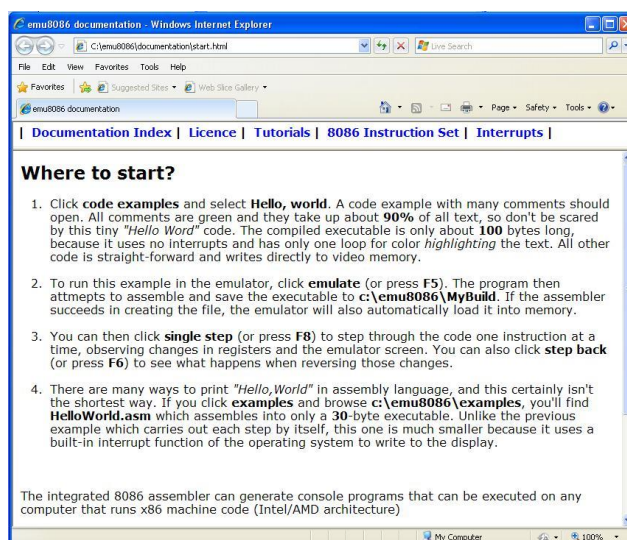 emu8086 documentation - Windows Internet Explorer
C:\emu8086\documentation\start.html
Live Search
File Edit View Favorites Tools Help
Favorites Suggested Sites Web Slice Gallery
emu8086 documentation Page Safety Tools
| Documentation Index | Licence | Tutorials | 8086 Instruction Set | Interrupts |
Where to start?
1. Click code examples and select Hello, world. A code example with many comments should
open. All comments are green and they take up about 90% of all text, so don't be scared
by this tiny "Hello Word" code. The compiled executable is only about 100 bytes long,
because it uses no interrupts and has only one loop for color highlighting the text. All other
code is straight-forward and writes directly to video memory.
2. To run this example in the emulator, click emulate (or press F5). The program then
attmepts to assemble and save the executable to c:\emu8086\MyBuild. If the assembler
succeeds in creating the file, the emulator will also automatically load it into memory.
3. You can then click single step (or press F8) to step through the code one instruction at a
time, observing changes in registers and the emulator screen. You can also click step back
(or press F6) to see what happens when reversing those changes.
4. There are many ways to print "Hello,World" in assembly language, and this certainly isn't
the shortest way. If you click examples and browse c:\emu8086\examples, you'll find
HelloWorld.asm which assembles into only a 30-byte executable. Unlike the previous
example which carries out each step by itself, this one is much smaller because it uses a
built-in interrupt function of the operating system to write to the display.
The integrated 8086 assembler can generate console programs that can be executed on any
computer that runs x86 machine code (Intel/AMD architecture)
My Computer 100%